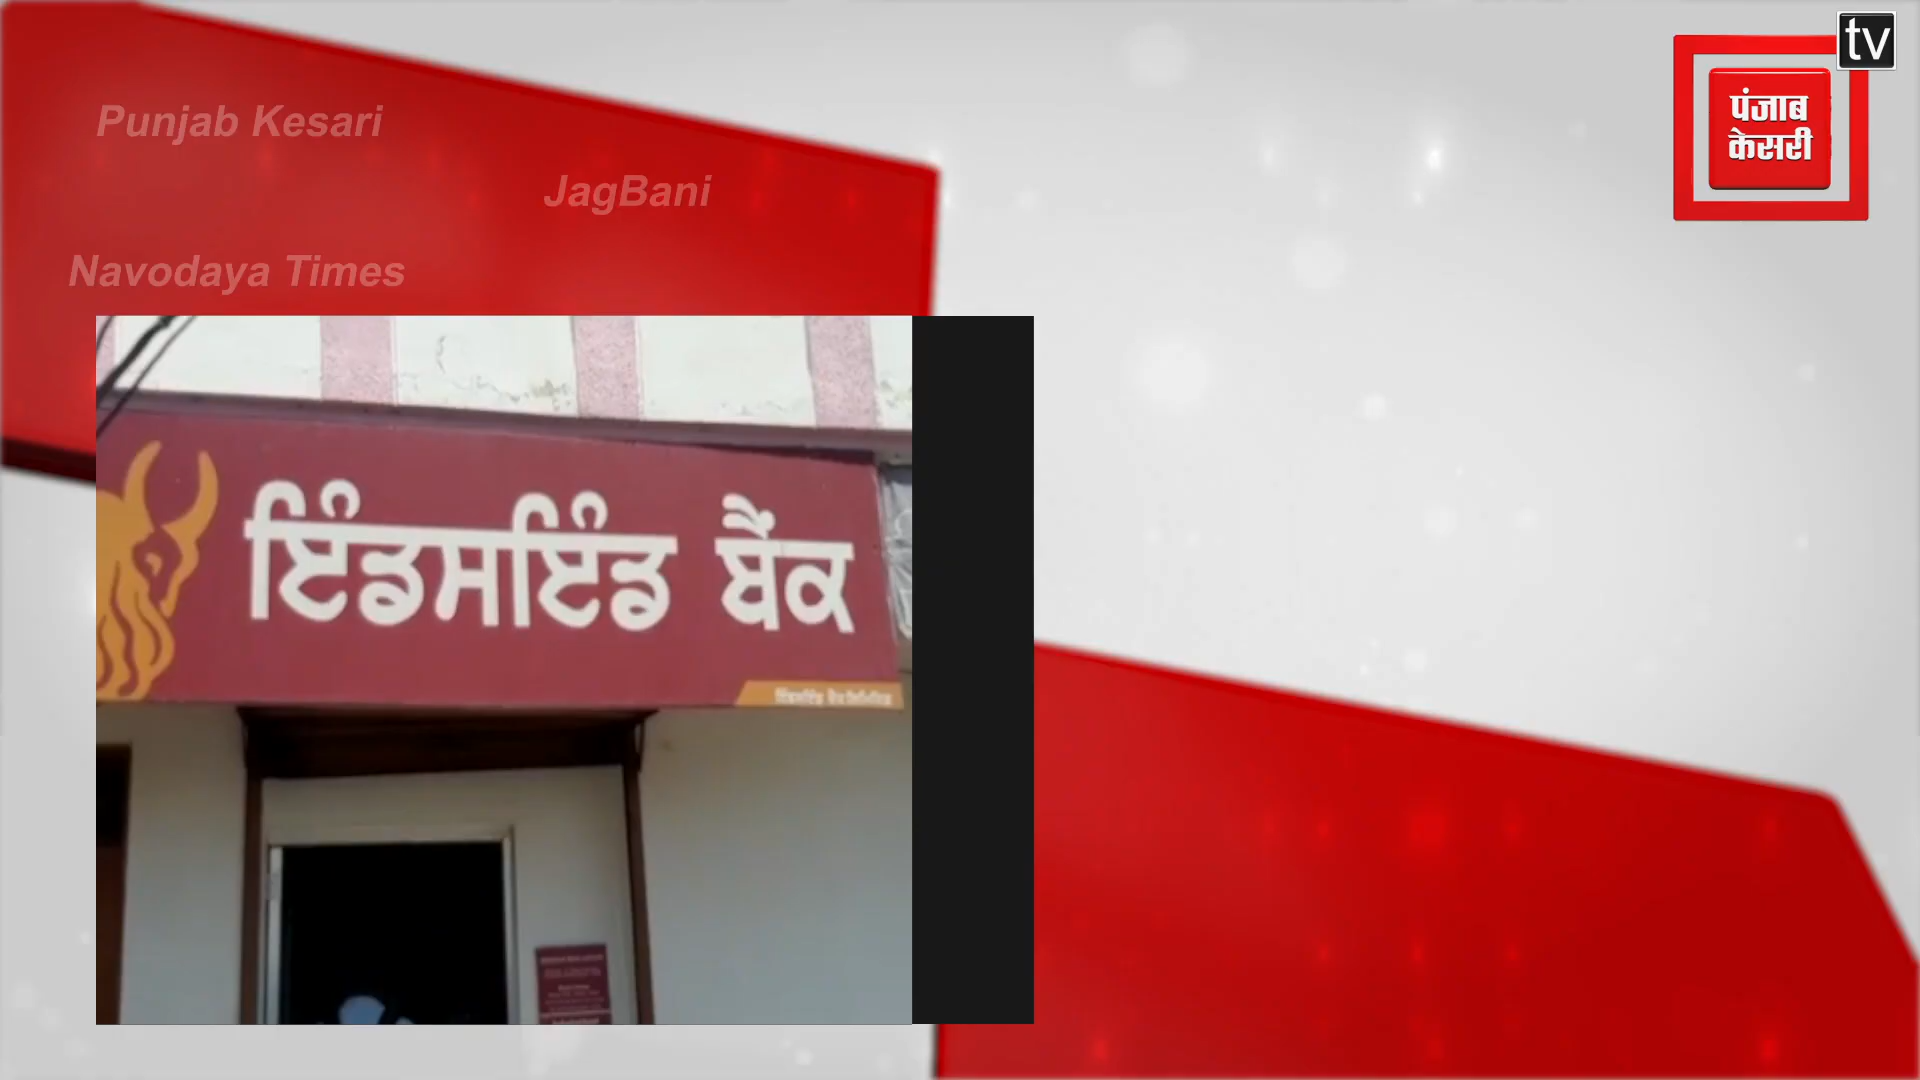 tv
पंजाब
केसरी
Punjab Kesari
JagBani
Navodaya Times
ਇੰਡਸਇੰਡ ਬੈਂਕ